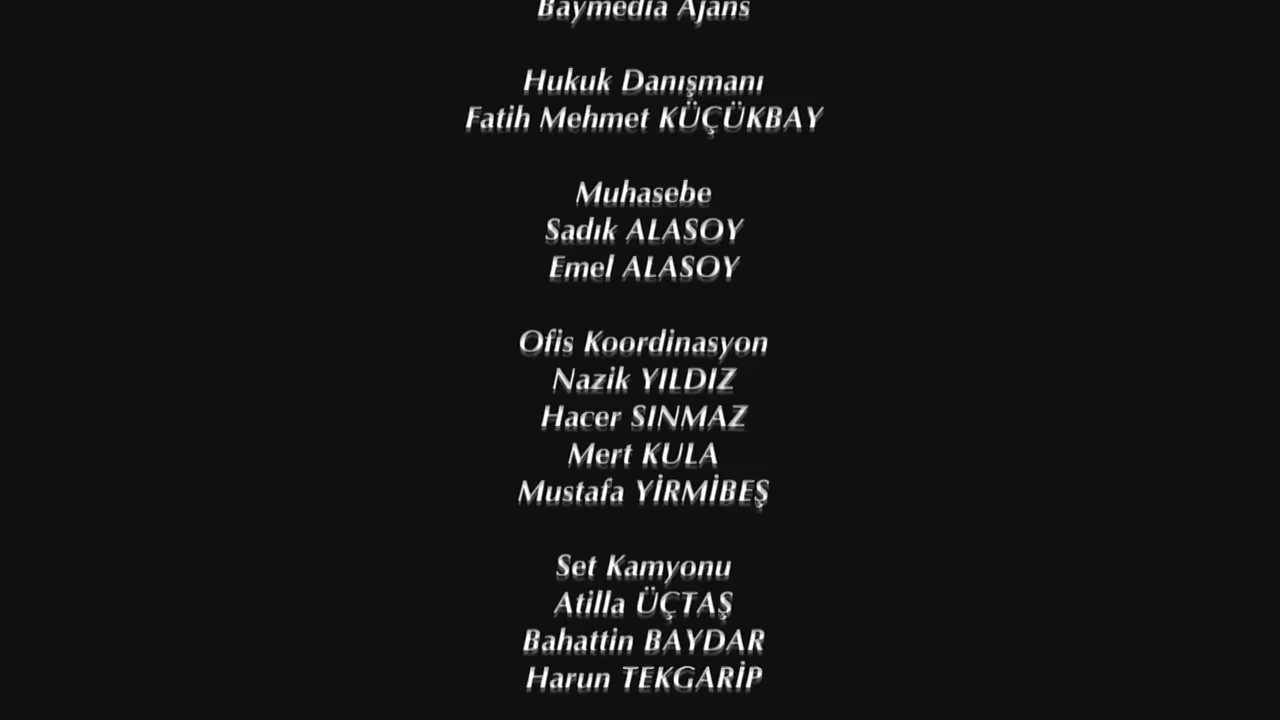 Baymedia Ajans
Hukuk Danışmanı
Fatih Mehmet KÜÇÜKBAY
Muhasebe
Sadık ALASOY
Emel ALASOY
Ofis Koordinasyon
Nazik YILDIZ
Hacer SINMAZ
Mert KULA
Mustafa YİRMİBEŞ
Set Kamyonu
Atilla ÜÇTAŞ
Bahattin BAYDAR
Harun TEKGARİP